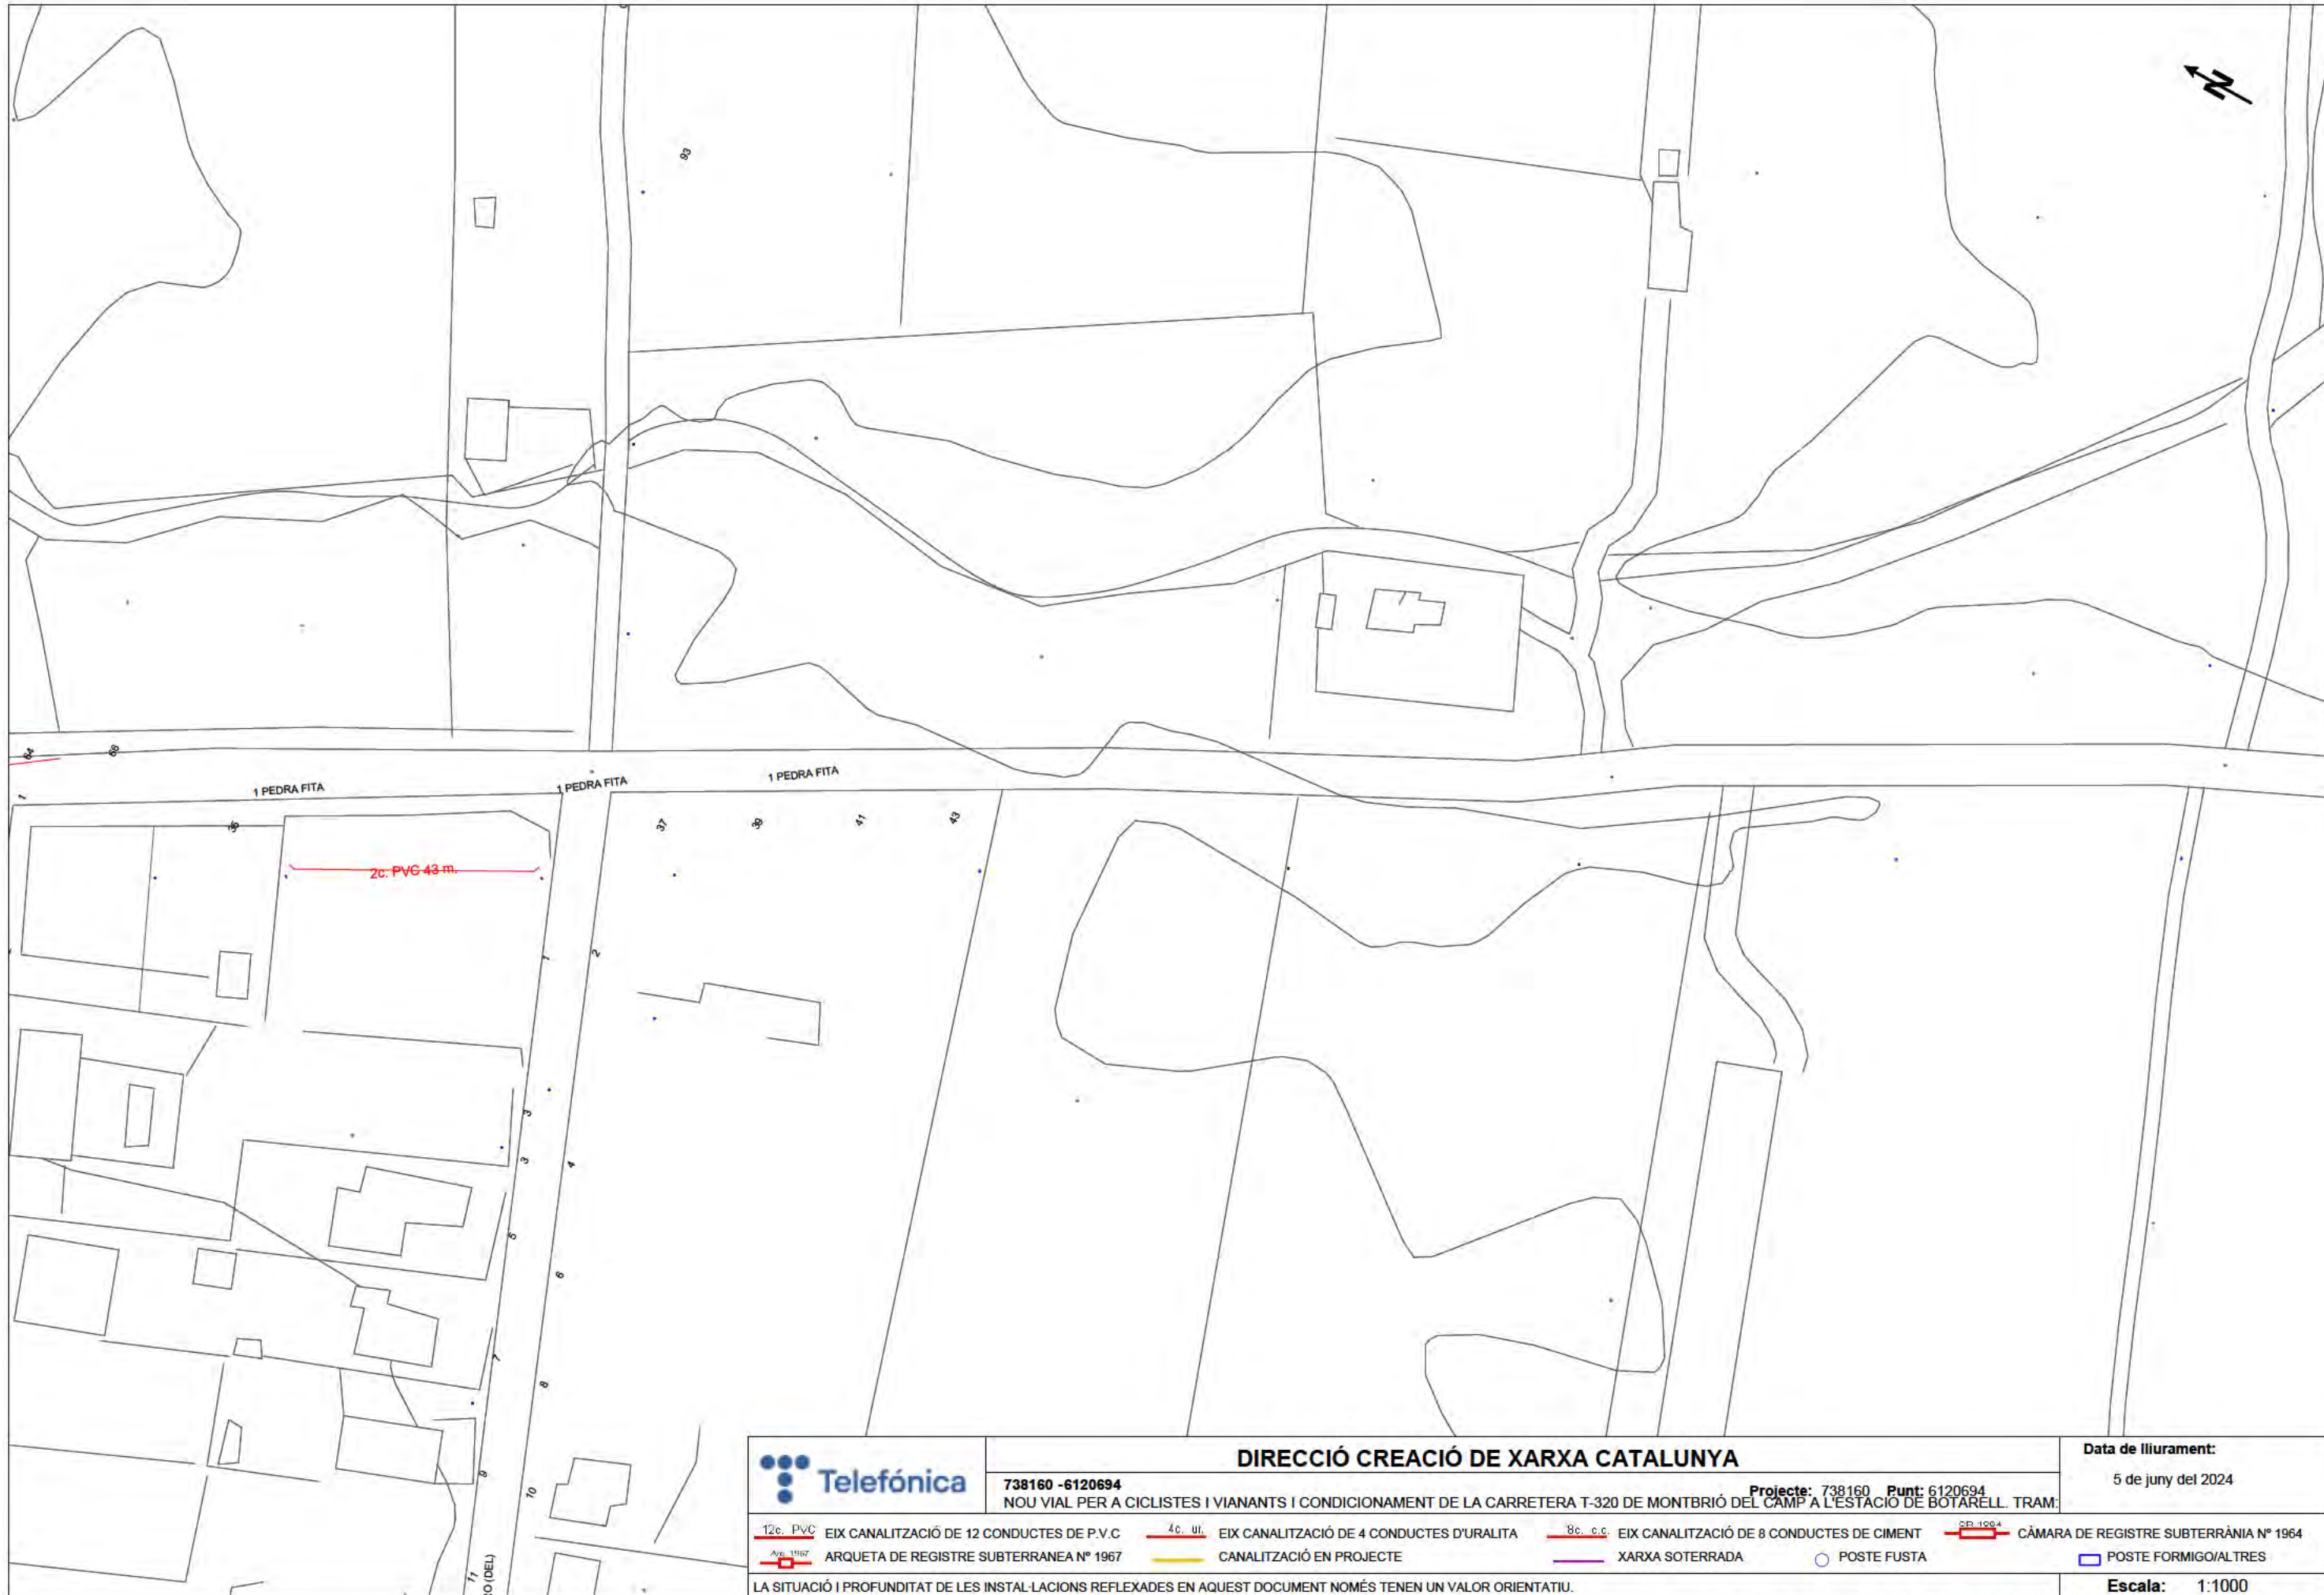 N
93
64
66
1 PEDRA FITA
1 PEDRA FITA
1 PEDRA FITA
1
35
37
39
41
43
2c. PVC 43 m.
1
2
3
3
4
5
6
7
8
9
10
11
O (DEL)
Telefónica
DIRECCIÓ CREACIÓ DE XARXA CATALUNYA
Data de lliurament:
5 de juny del 2024
738160 -6120694
Projecte: 738160 Punt: 6120694
NOU VIAL PER A CICLISTES I VIANANTS I CONDICIONAMENT DE LA CARRETERA T-320 DE MONTBRIÓ DEL CAMP A L'ESTACIÓ DE BOTARELL. TRAM:
12c. PVC EIX CANALITZACIÓ DE 12 CONDUCTES DE P.V.C
4c. ur. EIX CANALITZACIÓ DE 4 CONDUCTES D'URALITA
8c. c.c. EIX CANALITZACIÓ DE 8 CONDUCTES DE CIMENT
CR 1964 CÀMARA DE REGISTRE SUBTERRÀNIA Nº 1964
Arq. 1967 ARQUETA DE REGISTRE SUBTERRANEA Nº 1967
CANALITZACIÓ EN PROJECTE
XARXA SOTERRADA
POSTE FUSTA
POSTE FORMIGO/ALTRES
LA SITUACIÓ I PROFUNDITAT DE LES INSTAL·LACIONS REFLEXADES EN AQUEST DOCUMENT NOMÉS TENEN UN VALOR ORIENTATIU.
Escala: 1:1000